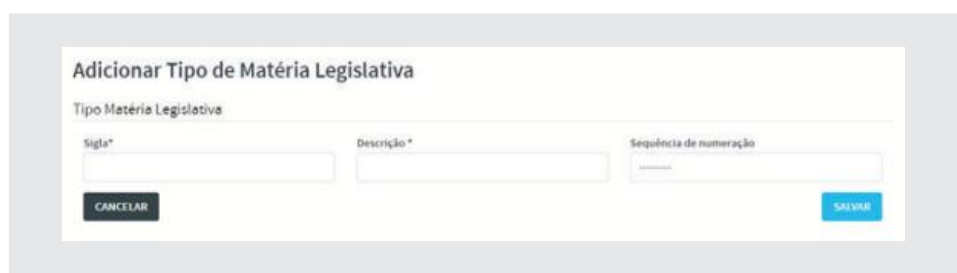 Adicionar Tipo de Matéria Legislativa
Tipo Matéria Legislativa
Sigla* Descrição * Sequência de numeração
---------
CANCELAR SALVAR